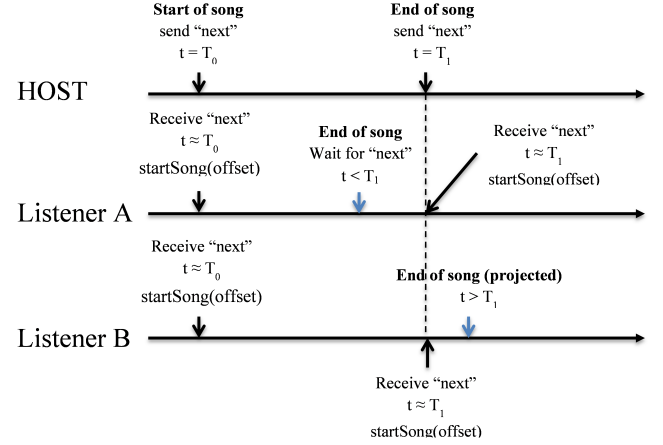 Start of song
send “next”
t = T₀
End of song
send “next”
t = T₁
HOST
Receive “next”
t ≈ T₀
startSong(offset)
End of song
Wait for “next”
t < T₁
Receive “next”
t ≈ T₁
startSong(offset)
Listener A
Receive “next”
t ≈ T₀
startSong(offset)
End of song (projected)
t > T₁
Listener B
Receive “next”
t ≈ T₁
startSong(offset)